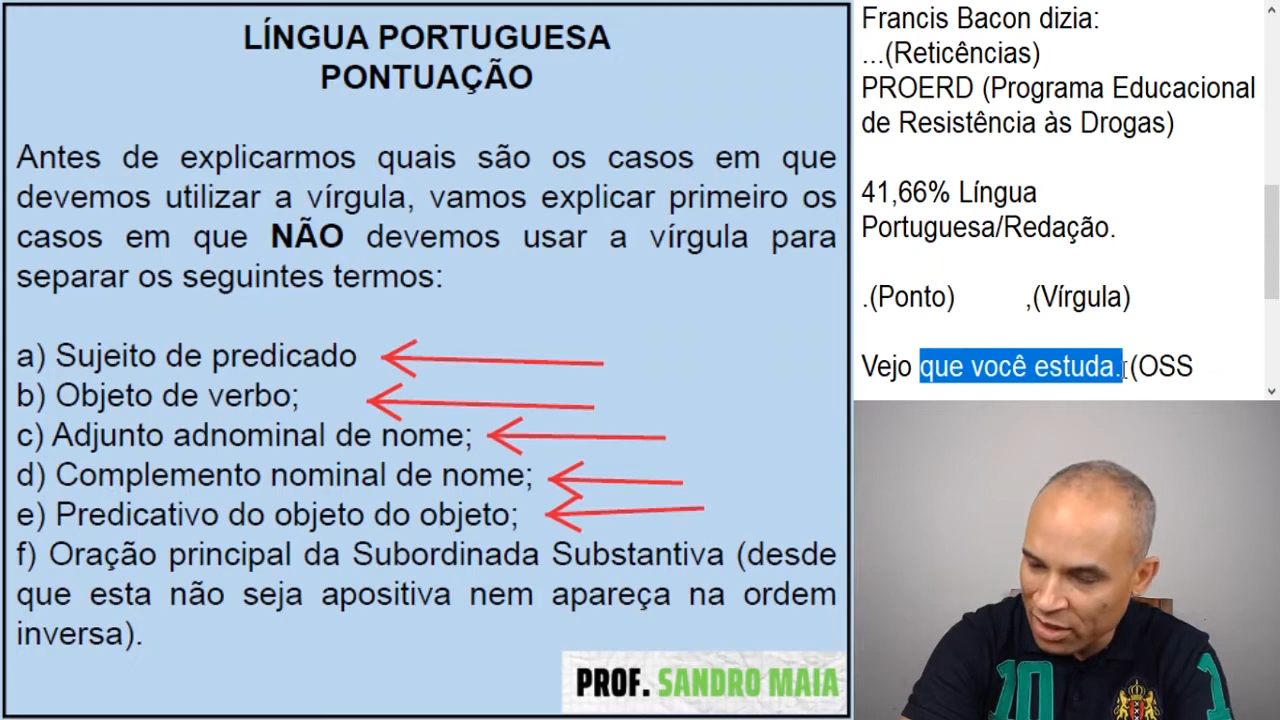 LÍNGUA PORTUGUESA
PONTUAÇÃO
Antes de explicarmos quais são os casos em que
devemos utilizar a vírgula, vamos explicar primeiro os
casos em que NÃO devemos usar a vírgula para
separar os seguintes termos:
a) Sujeito de predicado
b) Objeto de verbo;
c) Adjunto adnominal de nome;
d) Complemento nominal de nome;
e) Predicativo do objeto do objeto;
f) Oração principal da Subordinada Substantiva (desde
que esta não seja apositiva nem apareça na ordem
inversa).
PROF. SANDRO MAIA
Francis Bacon dizia:
...(Reticências)
PROERD (Programa Educacional
de Resistência às Drogas)
41,66% Língua
Portuguesa/Redação.
.(Ponto) ,(Vírgula)
Vejo que você estuda. (OSS
10
1